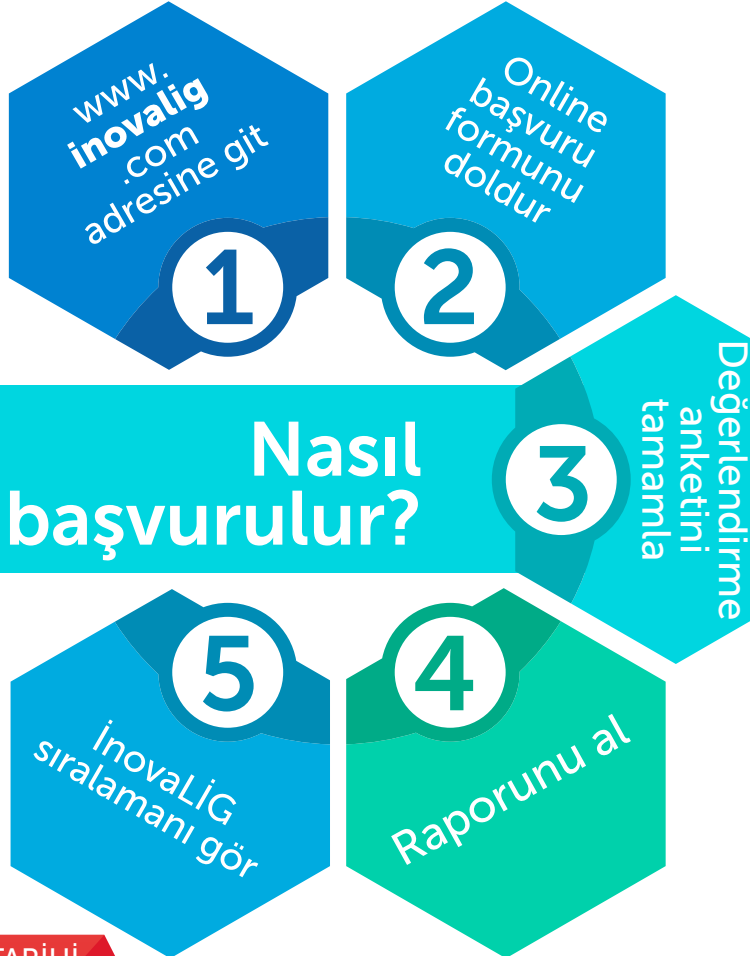 Nasıl
başvurulur?
1
www.
inovalig
.com
adresine git
2
Online
başvuru
formunu
doldur
3
Değerlendirme
anketini
tamamla
4
Raporunu al
5
İnovaLİG
sıralamanı gör